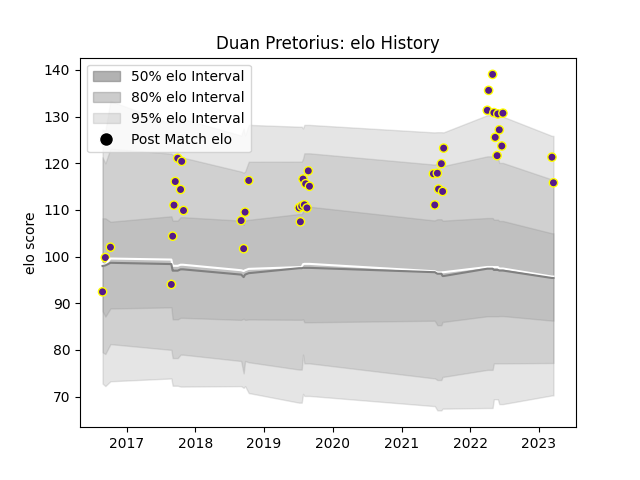 Duan Pretorius: elo History
50% elo Interval
80% elo Interval
95% elo Interval
Post Match elo
elo score
140
130
120
110
100
90
80
70
2017 2018 2019 2020 2021 2022 2023